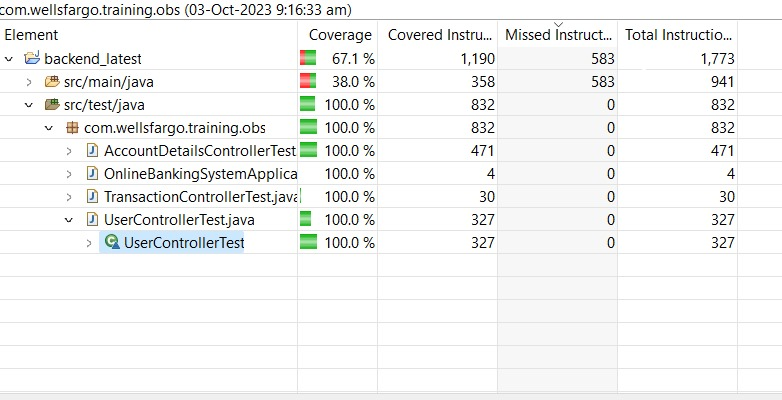 com.wellsfargo.training.obs (03-Oct-2023 9:16:33 am)
Element Coverage Covered Instru... Missed Instruct... Total Instructio...
backend_latest 67.1 % 1,190 583 1,773
src/main/java 38.0 % 358 583 941
src/test/java 100.0 % 832 0 832
com.wellsfargo.training.obs 100.0 % 832 0 832
AccountDetailsControllerTest 100.0 % 471 0 471
OnlineBankingSystemApplica 100.0 % 4 0 4
TransactionControllerTest.java 100.0 % 30 0 30
UserControllerTest.java 100.0 % 327 0 327
UserControllerTest 100.0 % 327 0 327